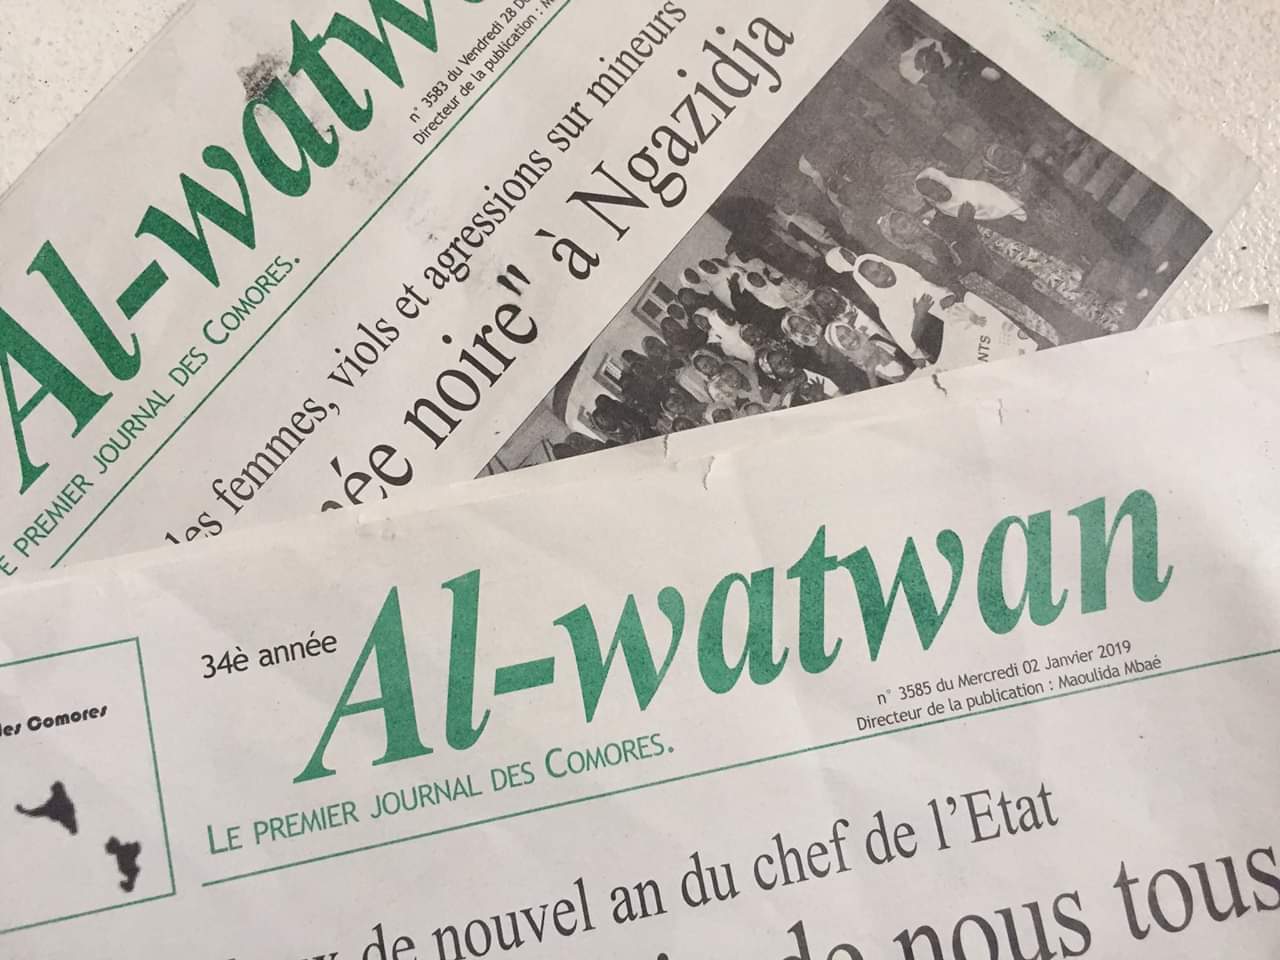 Al-watw
n° 3583 du Vendredi 28
Directeur de la publication :
LE PREMIER JOURNAL DES COMORES.
les femmes, viols et agressions sur mineurs
noire" à Ngazidja
NTS
34è année
Al-watwan
n° 3585 du Mercredi 02 Janvier 2019
Directeur de la publication : Maoulida Mbaé
LE PREMIER JOURNAL DES COMORES.
des Comores
de nouvel an du chef de l'Etat
de nous tous